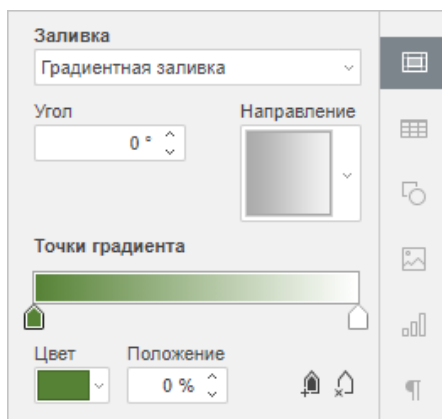 Заливка
Градиентная заливка
Угол Направление
0 °
Точки градиента
Цвет Положение
0 %